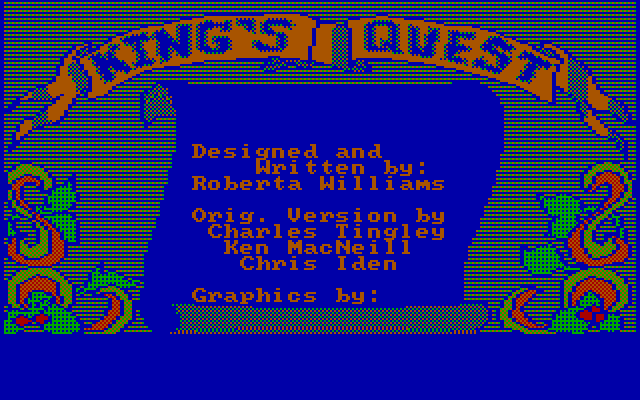 KING'S QUEST
Designed and
Written by:
Roberta Williams
Orig. Version by
Charles Tingley
Ken MacNeill
Chris Iden
Graphics by: